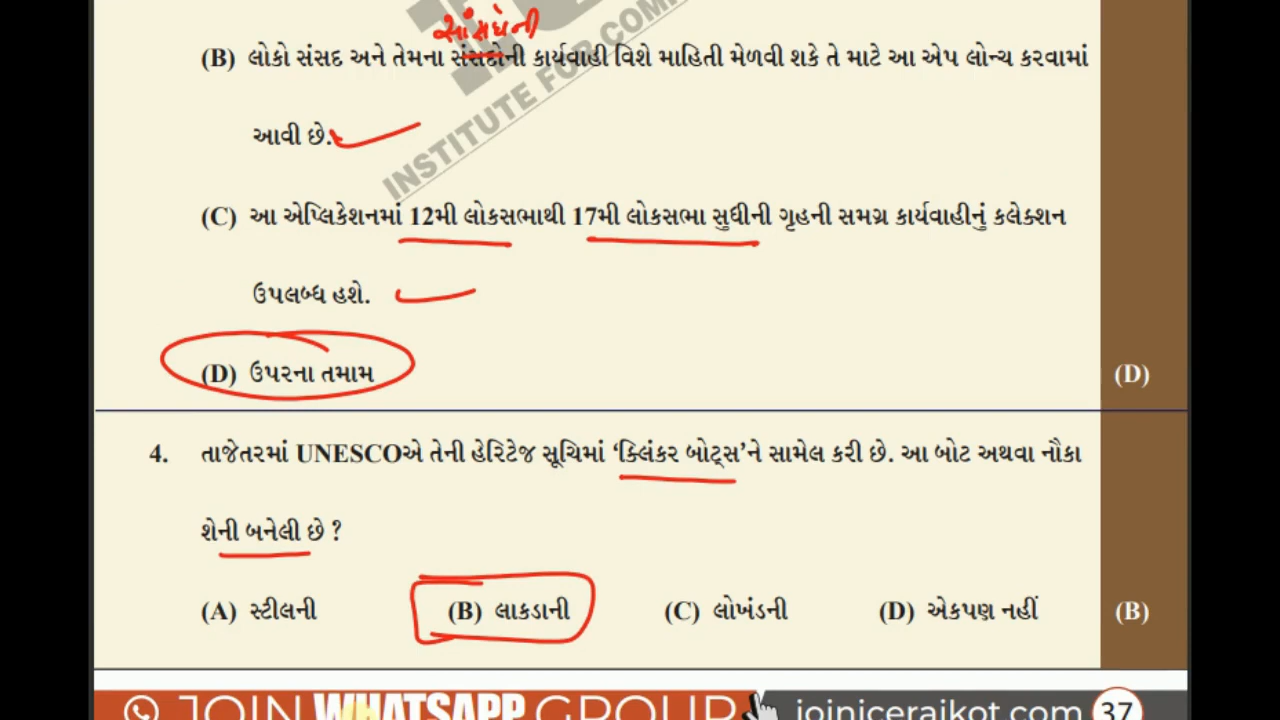 સાંસદોની
(B) લોકો સંસદ અને તેમના સંસદોની કાર્યવાહી વિશે માહિતી મેળવી શકે તે માટે આ એપ લોન્ચ કરવામાં
આવી છે.
INSTITUTE FOR COM
(C) આ એપ્લિકેશનમાં 12મી લોકસભાથી 17મી લોકસભા સુધીની ગૃહની સમગ્ર કાર્યવાહીનું કલેક્શન
ઉપલબ્ધ હશે.
(D) ઉપરના તમામ (D)
4. તાજેતરમાં UNESCOએ તેની હેરિટેજ સૂચિમાં ‘ક્લિંકર બોટ્સ’ને સામેલ કરી છે. આ બોટ અથવા નૌકા
શેની બનેલી છે ?
(A) સ્ટીલની (B) લાકડાની (C) લોખંડની (D) એકપણ નહીં (B)
JOIN WHATSAPP GROUP joinicerajkot.com 37